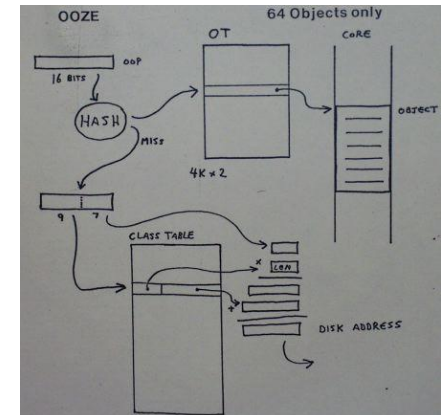 OOZE
64 Objects only
OOP
16 BITS
HASH
MISS
OT
4K x 2
CORE
OBJECT
9 7
CLASS TABLE
x
LEN
+
DISK ADDRESS